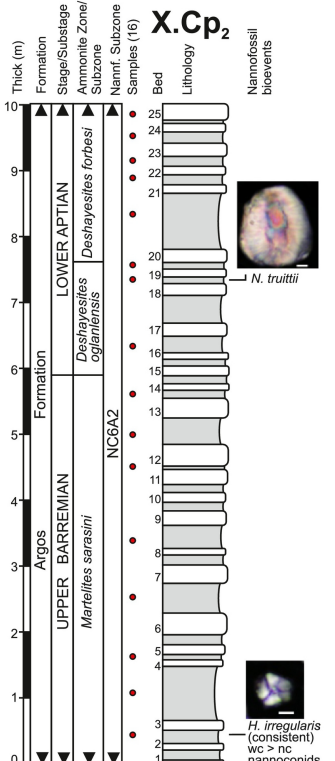 X.Cp2
Thick (m)
Formation
Stage/Substage
Ammonite Zone/
Subzone
Nannf. Subzone
Samples (16)
Bed
Lithology
Nannofossil
bioevents
10
9
8
7
6
5
4
3
2
1
0
Argos Formation
LOWER APTIAN
UPPER BARREMIAN
Deshayesites forbesi
Deshayesites
oglanlensis
Martelites sarasini
NC6A2
25
24
23
22
21
20
19
18
17
16
15
14
13
12
11
10
9
8
7
6
5
4
3
2
1
N. truittii
H. irregularis
(consistent)
wc > nc
nannoconids